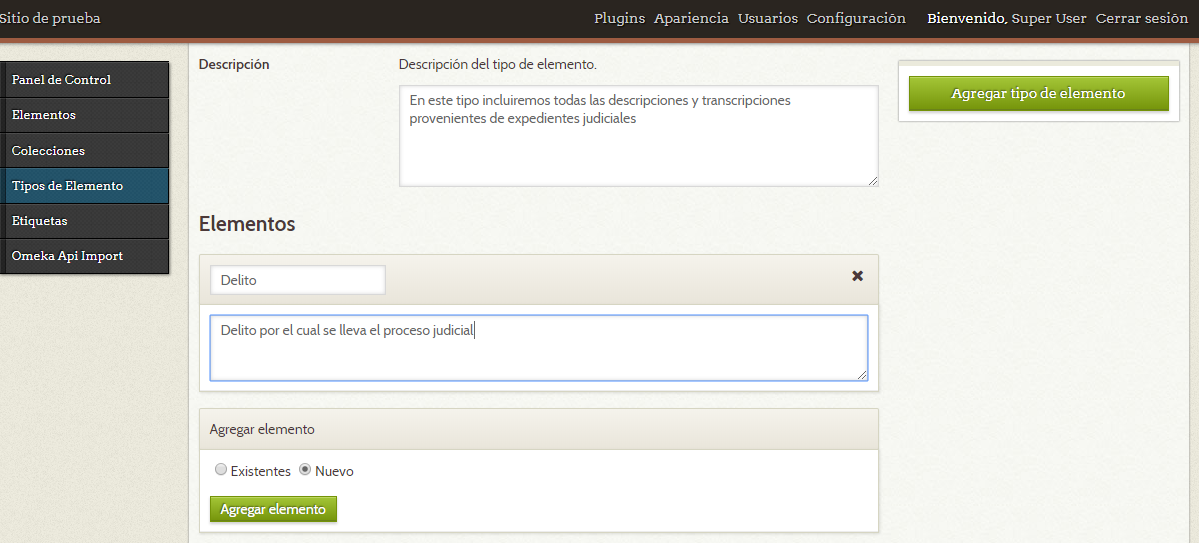 Sitio de prueba
Plugins Apariencia Usuarios Configuración Bienvenido, Super User Cerrar sesión
Panel de Control
Elementos
Colecciones
Tipos de Elemento
Etiquetas
Omeka Api Import
Descripción
Descripción del tipo de elemento.
En este tipo incluiremos todas las descripciones y transcripciones
provenientes de expedientes judiciales
Agregar tipo de elemento
Elementos
Delito
Delito por el cual se lleva el proceso judicial
Agregar elemento
Existentes Nuevo
Agregar elemento